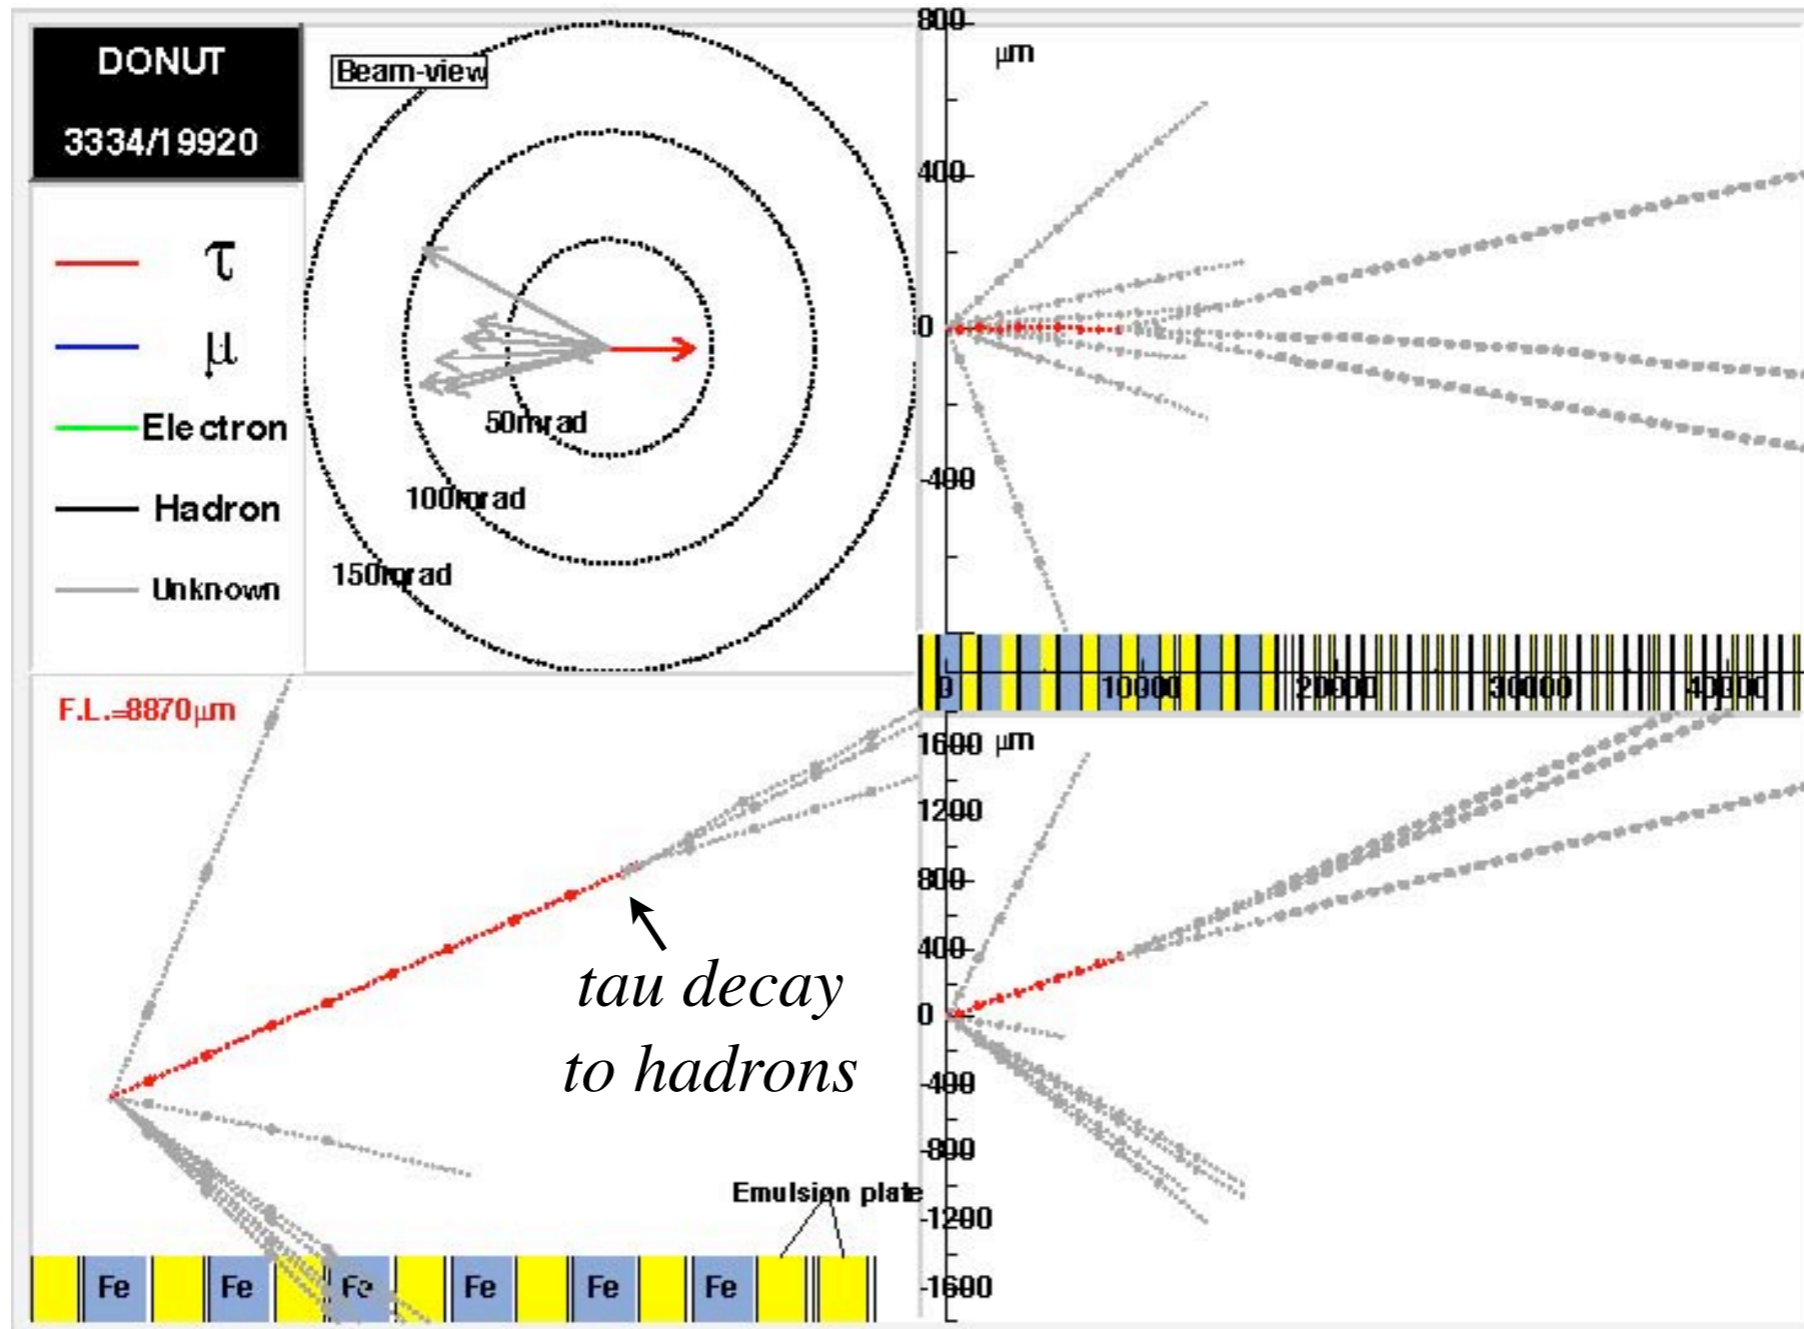 DONUT
3334/19920
τ
μ
Electron
Hadron
Unknown
Beam-view
50mrad
100mrad
150mrad
800
μm
400
0
-400
0
10000
20000
30000
40000
F.L.=8870μm
tau decay
to hadrons
Emulsion plate
Fe
Fe
Fe
Fe
Fe
Fe
1600
μm
1200
800
400
0
-400
-800
-1200
-1600